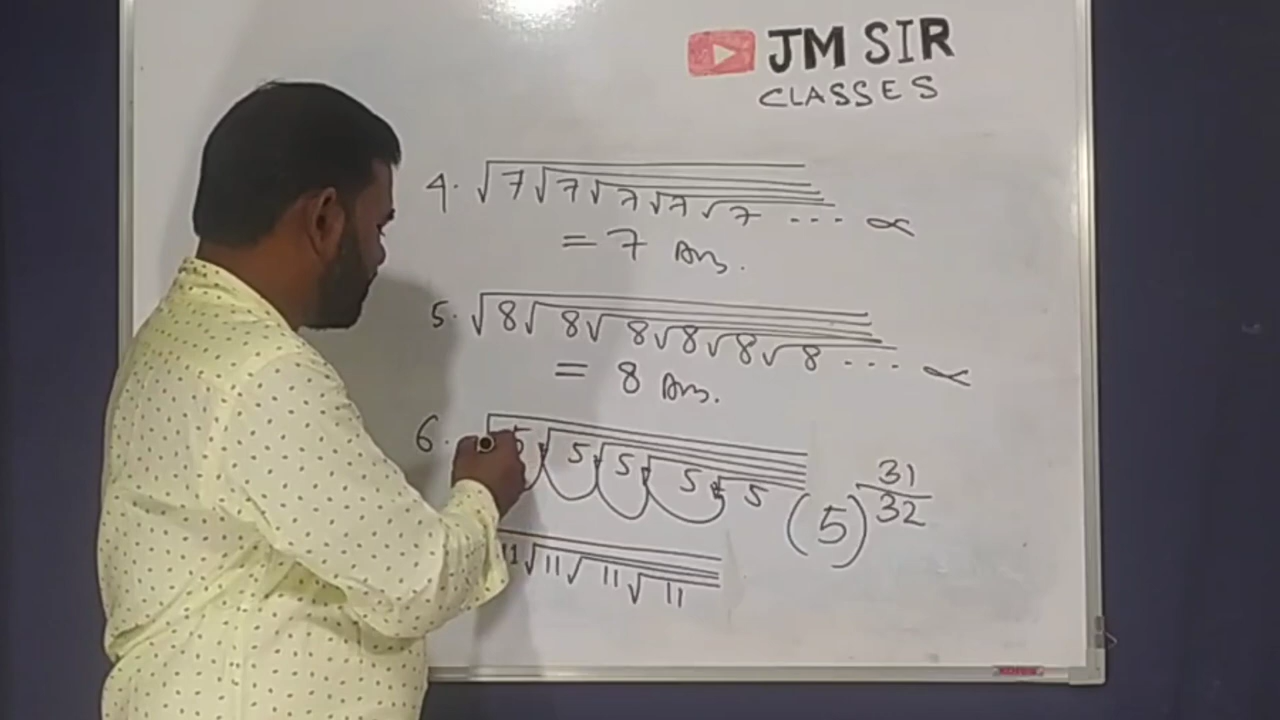 JM SIR
CLASSES
4. √7√7√7√7√7 ... ∝
= 7 Ans.
5. √8√8√8√8√8√8 ... ∝
= 8 Ans.
6. √5√5√5√5√5 (5)^31/32
11√11√11√11